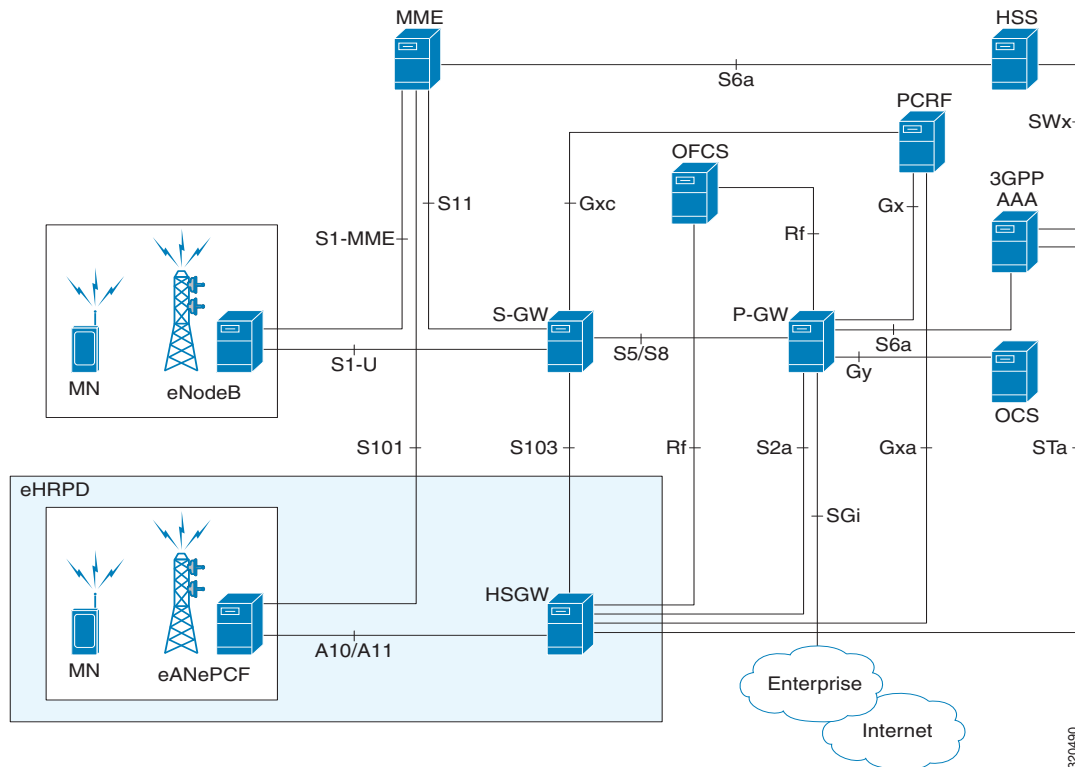 MME
HSS
S6a
PCRF
SWx
OFCS
3GPP
AAA
S11
Gxc
Gx
S1-MME
Rf
S-GW
P-GW
S5/S8
S6a
S1-U
Gy
MN
eNodeB
OCS
S101
S103
Rf
S2a
Gxa
STa
eHRPD
SGi
HSGW
A10/A11
MN
eANePCF
Enterprise
Internet
320490